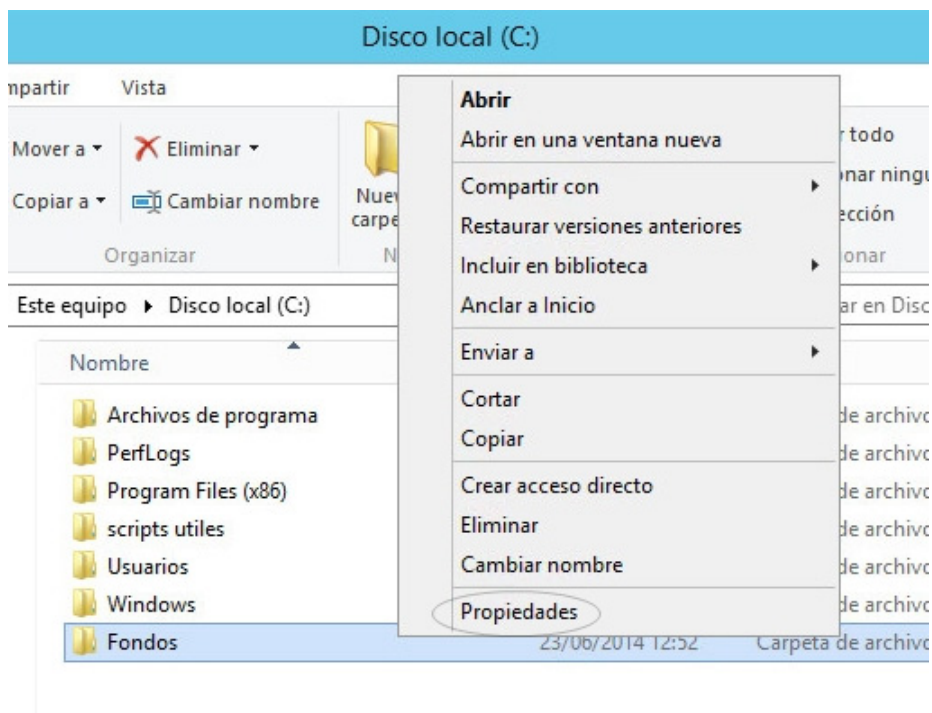 Disco local (C:)
mpartir Vista
Mover a Eliminar
Copiar a Cambiar nombre
Organizar
Este equipo Disco local (C:)
Nombre
Archivos de programa
PerfLogs
Program Files (x86)
scripts utiles
Usuarios
Windows
Fondos 23/06/2014 12:52 Carpeta de archivo
Abrir
Abrir en una ventana nueva
Compartir con
Restaurar versiones anteriores
Incluir en biblioteca
Anclar a Inicio
Enviar a
Cortar
Copiar
Crear acceso directo
Eliminar
Cambiar nombre
Propiedades
r todo
onar ningu
ección
ionar
ar en Disc
de archivo
de archivo
de archivo
de archivo
de archivo
de archivo